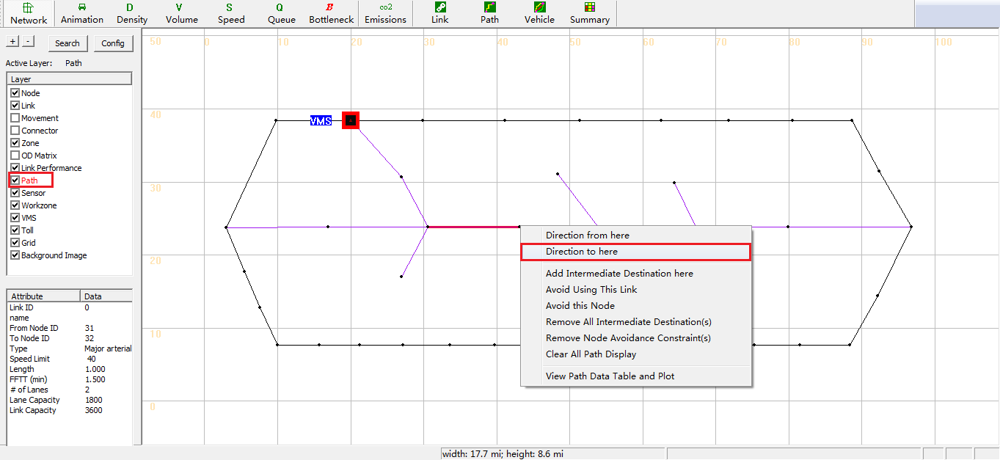 Network Animation Density Volume Speed Queue Bottleneck Emissions Link Path Vehicle Summary
D V S Q B co2
+ - Search Config
Active Layer: Path
Layer
Node
Link
Movement
Connector
Zone
OD Matrix
Link Performance
Path
Sensor
Workzone
VMS
Toll
Grid
Background Image
Attribute Data
Link ID 0
name
From Node ID 31
To Node ID 32
Type Major arterial
Speed Limit 40
Length 1.000
FFTT (min) 1.500
# of Lanes 2
Lane Capacity 1800
Link Capacity 3600
50 0 10 20 30 40 50 60 70 80 90 100
40
VMS
30
20
10
0
Direction from here
Direction to here
Add Intermediate Destination here
Avoid Using This Link
Avoid this Node
Remove All Intermediate Destination(s)
Remove Node Avoidance Constraint(s)
Clear All Path Display
View Path Data Table and Plot
width: 17.7 mi; height: 8.6 mi